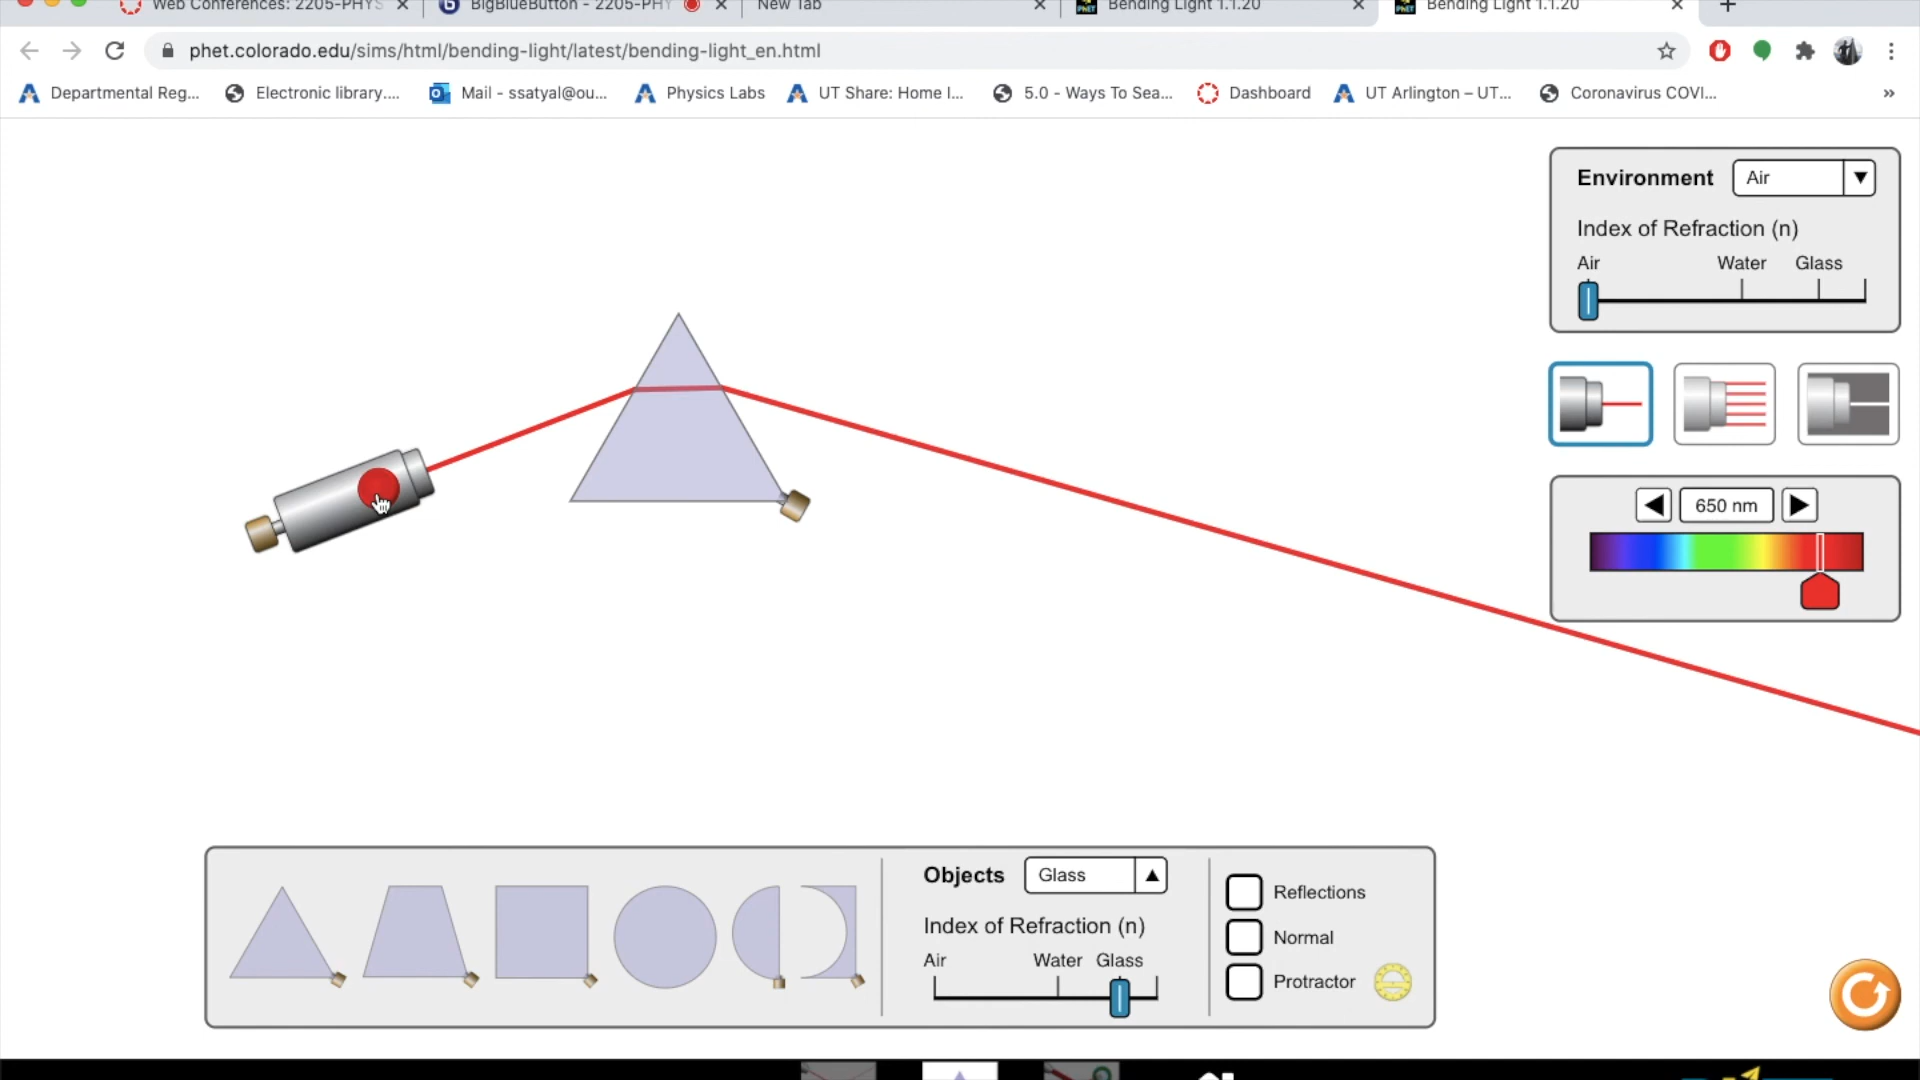 Web Conferences: 2205-PHYS
BigBlueButton - 2205-PHY
New Tab
Bending Light 1.1.20
Bending Light 1.1.20
phet.colorado.edu/sims/html/bending-light/latest/bending-light_en.html
Departmental Reg...
Electronic library....
Mail - ssatyal@ou...
Physics Labs
UT Share: Home I...
5.0 - Ways To Sea...
Dashboard
UT Arlington – UT...
Coronavirus COVI...
»
Environment
Air
Index of Refraction (n)
Air
Water
Glass
650 nm
Objects
Glass
Index of Refraction (n)
Air
Water
Glass
Reflections
Normal
Protractor